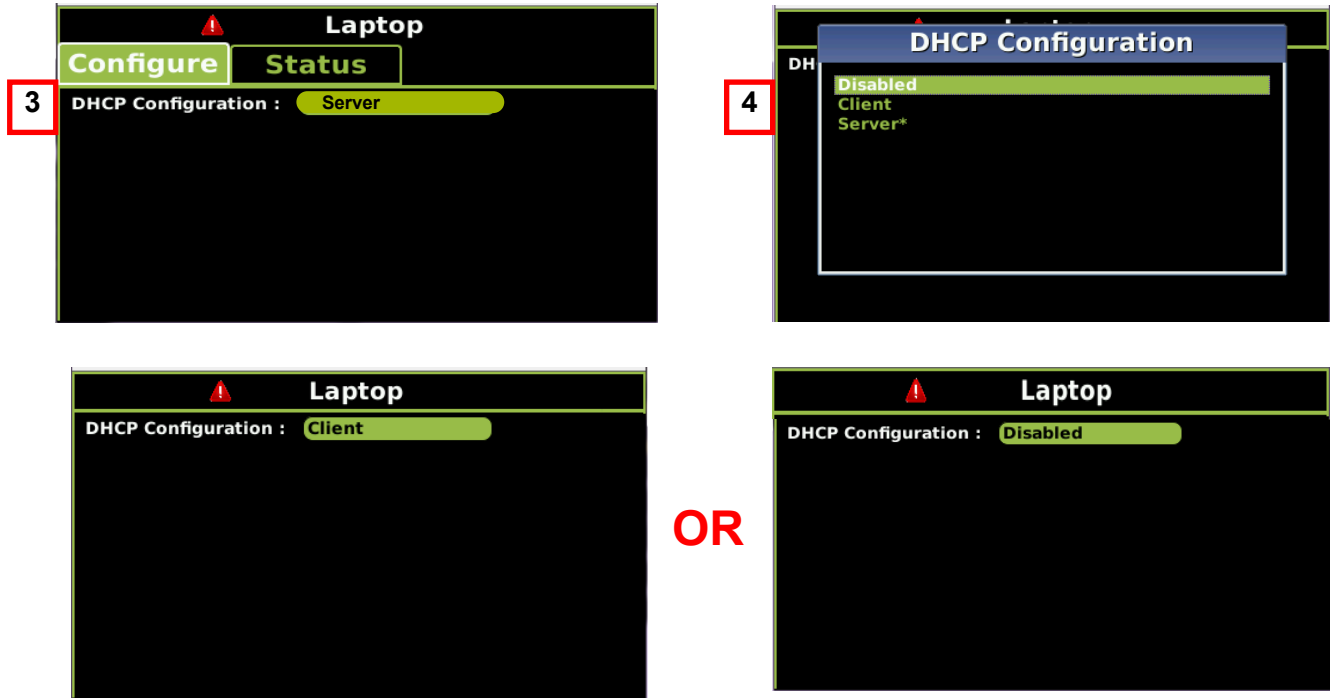 Laptop
Configure
Status
3
DHCP Configuration :
Server
DHCP Configuration
DH
4
Disabled
Client
Server*
Laptop
DHCP Configuration :
Client
OR
Laptop
DHCP Configuration :
Disabled